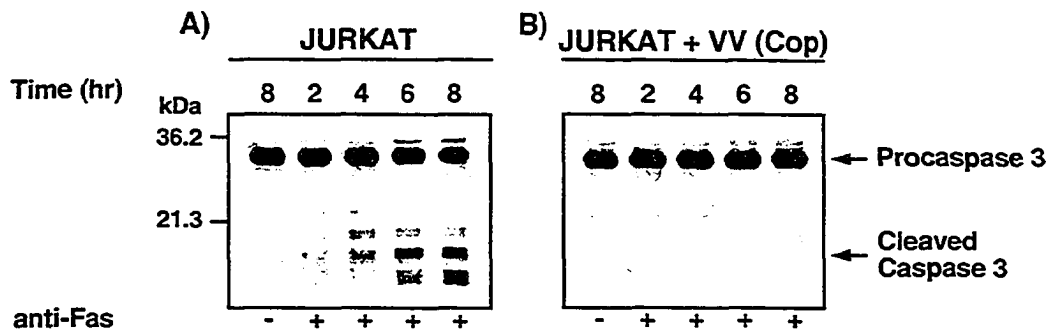 A)
JURKAT
B)
JURKAT + VV (Cop)
Time (hr)
8 2 4 6 8
8 2 4 6 8
kDa
36.2
21.3
Procaspase 3
Cleaved
Caspase 3
anti-Fas
- + + + +
- + + + +